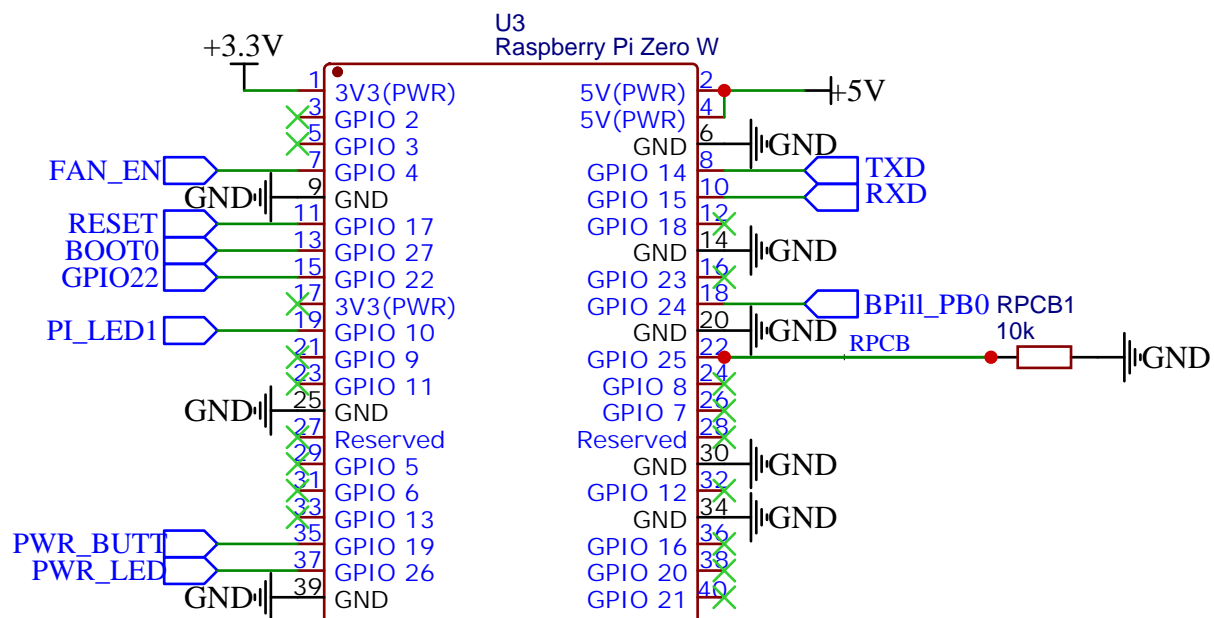 U3
Raspberry Pi Zero W
+3.3V
1 3V3(PWR) 5V(PWR) 2 +5V
3 GPIO 2 5V(PWR) 4
5 GPIO 3 GND 6 GND
FAN_EN 7 GPIO 4 GPIO 14 8 TXD
GND 9 GND GPIO 15 10 RXD
RESET 11 GPIO 17 GPIO 18 12
BOOT0 13 GPIO 27 GND 14 GND
GPIO22 15 GPIO 22 GPIO 23 16
17 3V3(PWR) GPIO 24 18 BPill_PB0 RPCB1
PI_LED1 19 GPIO 10 GND 20 GND 10k
21 GPIO 9 GPIO 25 22 RPCB GND
23 GPIO 11 GPIO 8 24
GND 25 GND GPIO 7 26
27 Reserved Reserved 28
29 GPIO 5 GND 30 GND
31 GPIO 6 GPIO 12 32
33 GPIO 13 GND 34 GND
PWR_BUTT 35 GPIO 19 GPIO 16 36
PWR_LED 37 GPIO 26 GPIO 20 38
GND 39 GND GPIO 21 40